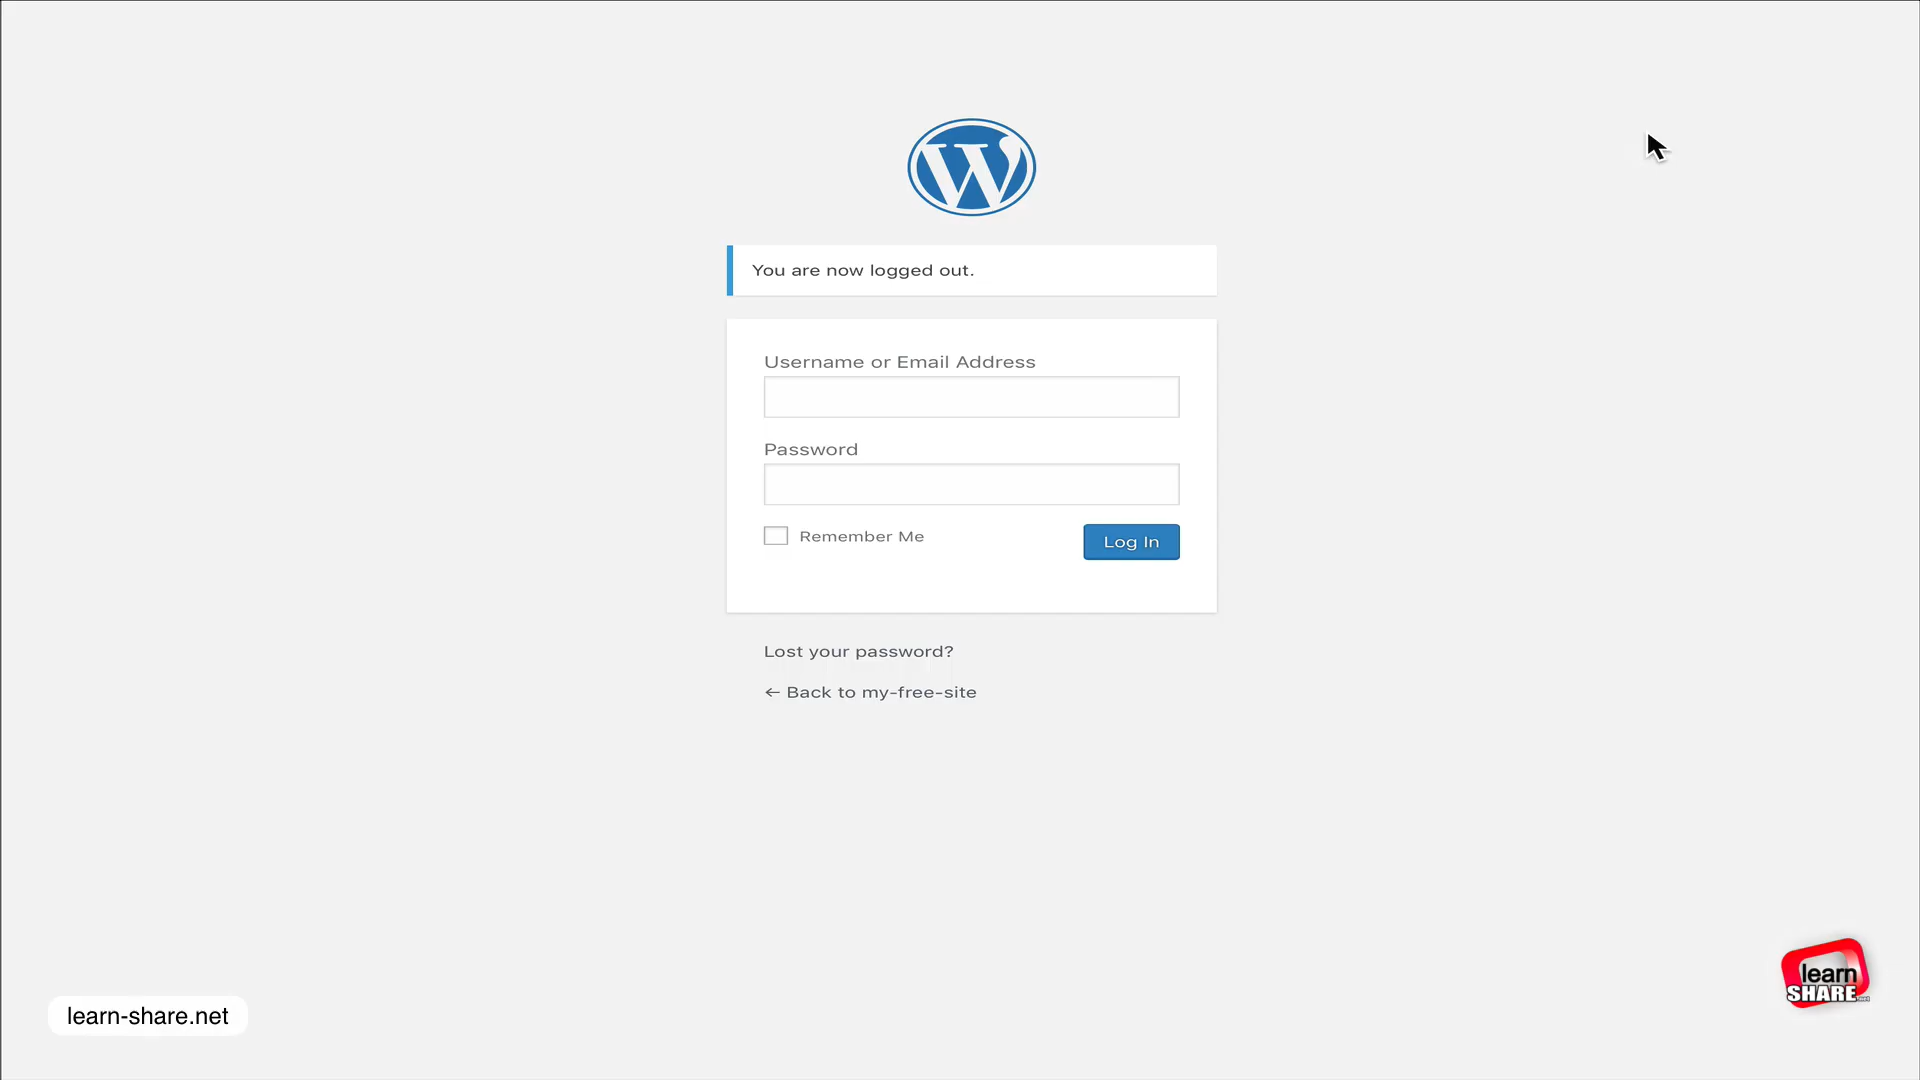 You are now logged out.
Username or Email Address
Password
Remember Me
Log In
Lost your password?
← Back to my-free-site
learn
SHARE.net
learn-share.net